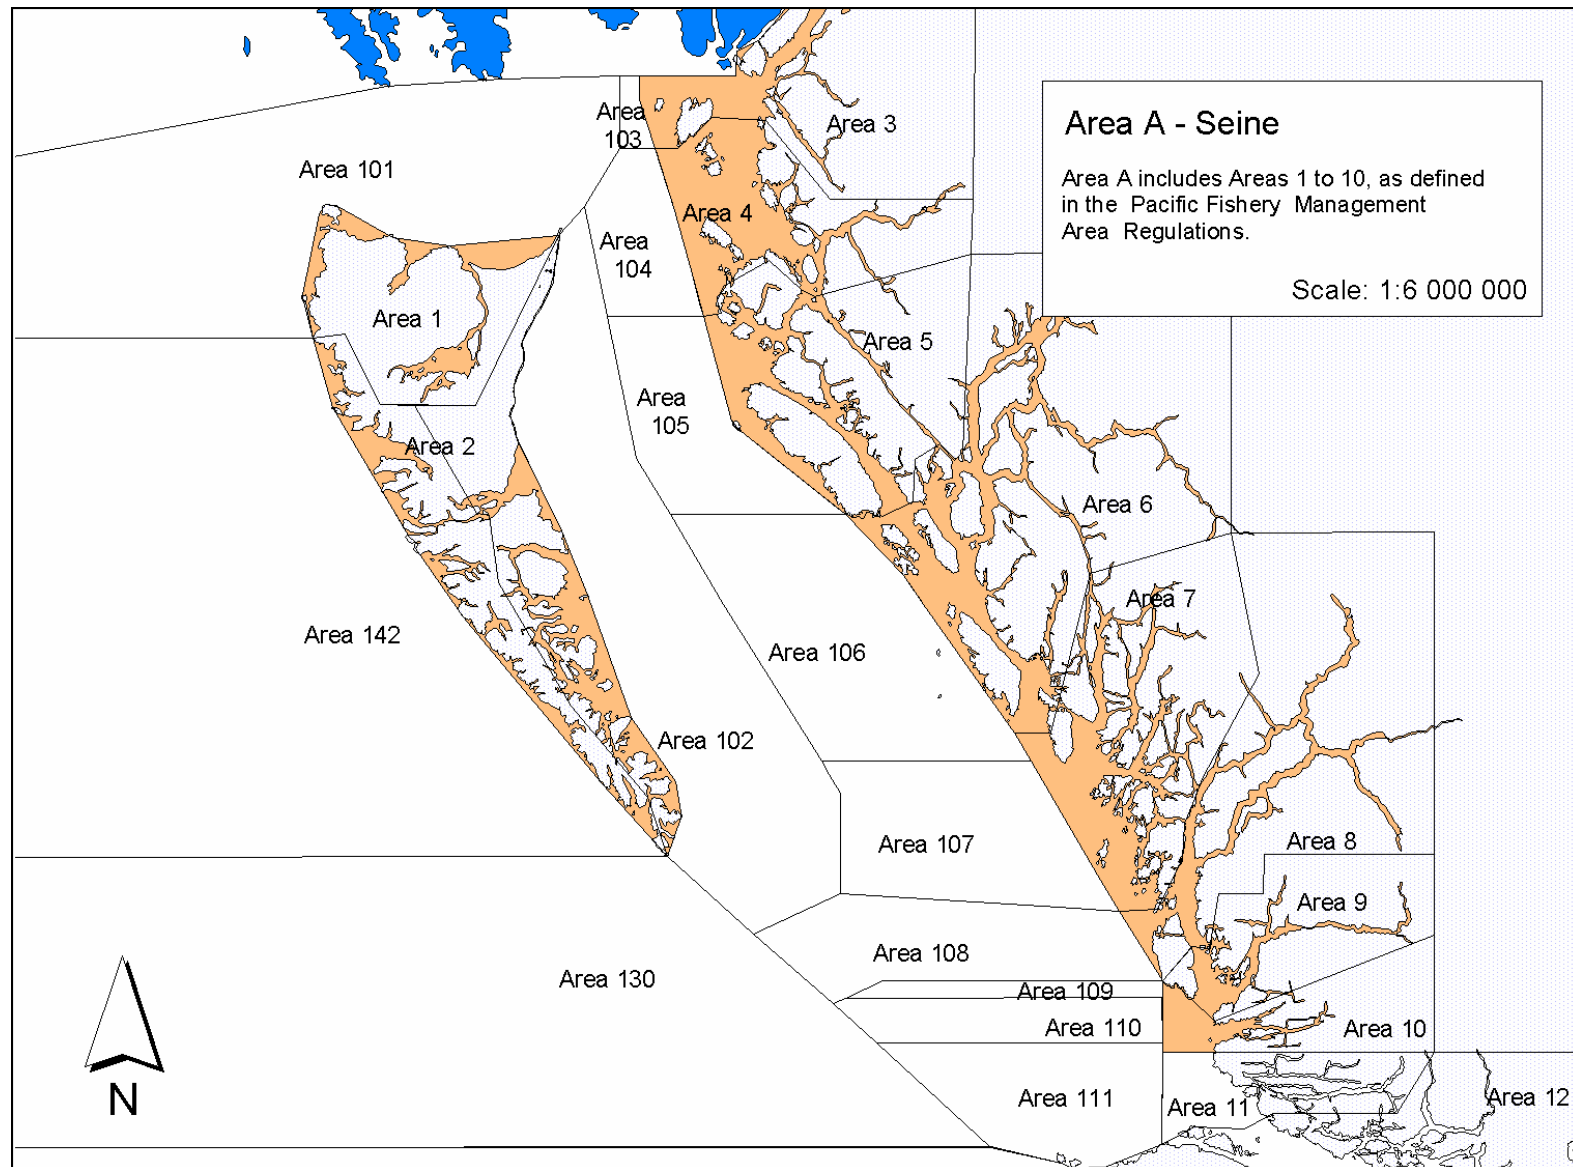 Area A - Seine
Area A includes Areas 1 to 10, as defined
in the Pacific Fishery Management
Area Regulations.
Scale: 1:6 000 000
Area
103
Area 3
Area 101
Area 4
Area
104
Area 1
Area 5
Area
105
Area 2
Area 6
Area 7
Area 142
Area 106
Area 102
Area 107
Area 8
Area 9
Area 108
Area 130
Area 109
Area 110
Area 10
Area 111
Area 11
Area 12
N